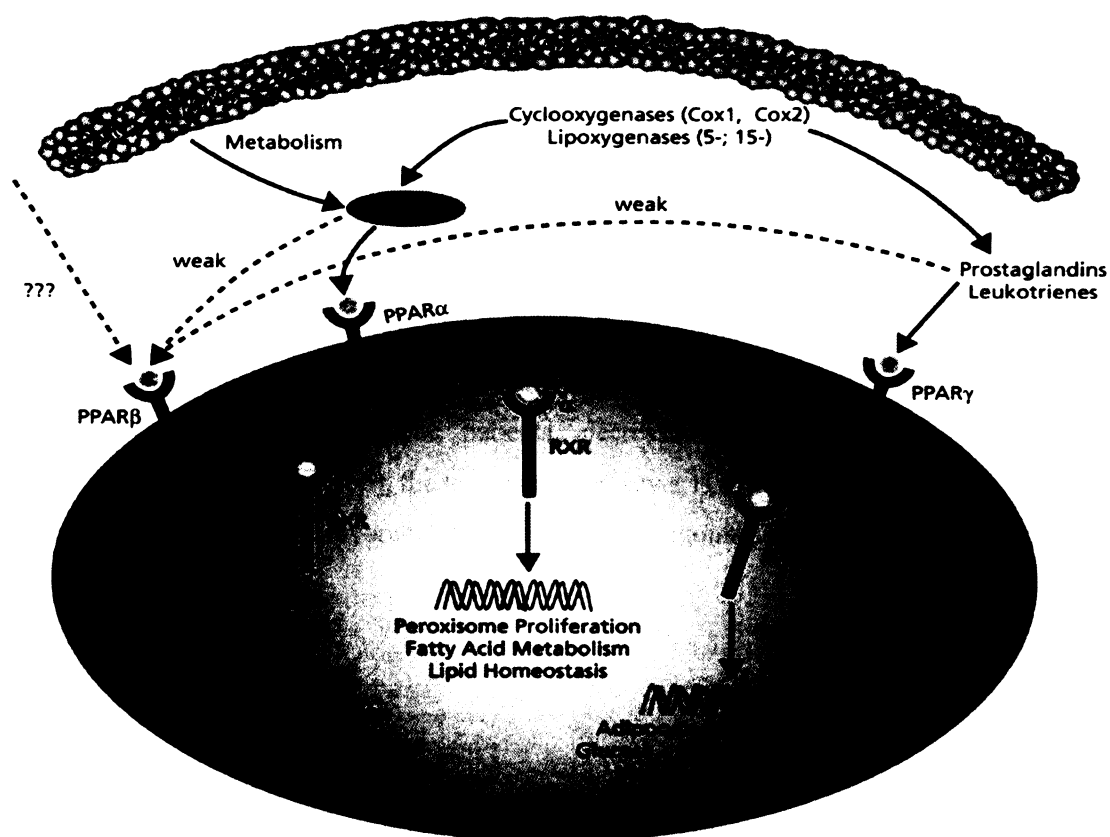 Cyclooxygenases (Cox1, Cox2)
Lipoxygenases (5-; 15-)
Metabolism
weak
weak
???
Prostaglandins
Leukotrienes
PPARα
PPARβ
PPARγ
RXR
Peroxisome Proliferation
Fatty Acid Metabolism
Lipid Homeostasis